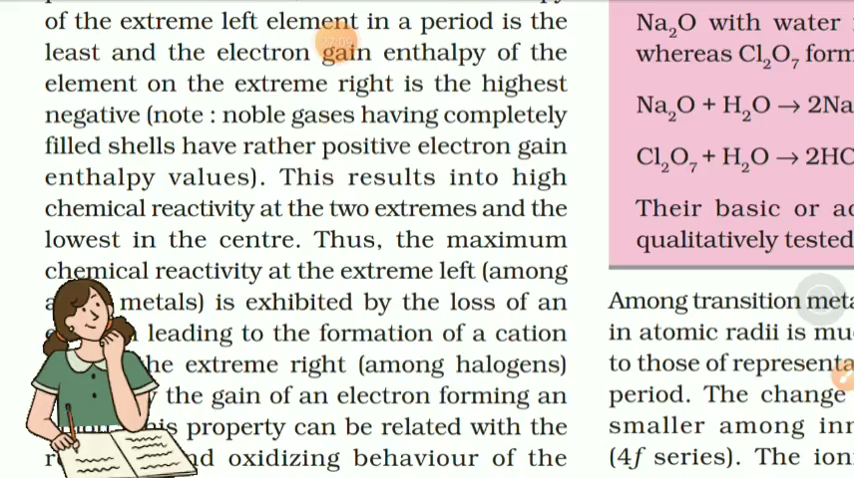 of the extreme left element in a period is the
least and the electron gain enthalpy of the
element on the extreme right is the highest
negative (note : noble gases having completely
filled shells have rather positive electron gain
enthalpy values). This results into high
chemical reactivity at the two extremes and the
lowest in the centre. Thus, the maximum
chemical reactivity at the extreme left (among
metals) is exhibited by the loss of an
leading to the formation of a cation
the extreme right (among halogens)
the gain of an electron forming an
this property can be related with the
and oxidizing behaviour of the
Na₂O with water
whereas Cl₂O₇ form
Na₂O + H₂O → 2Na
Cl₂O₇ + H₂O → 2HC
Their basic or ac
qualitatively tested
Among transition meta
in atomic radii is mu
to those of representa
period. The change
smaller among inn
(4f series). The ion